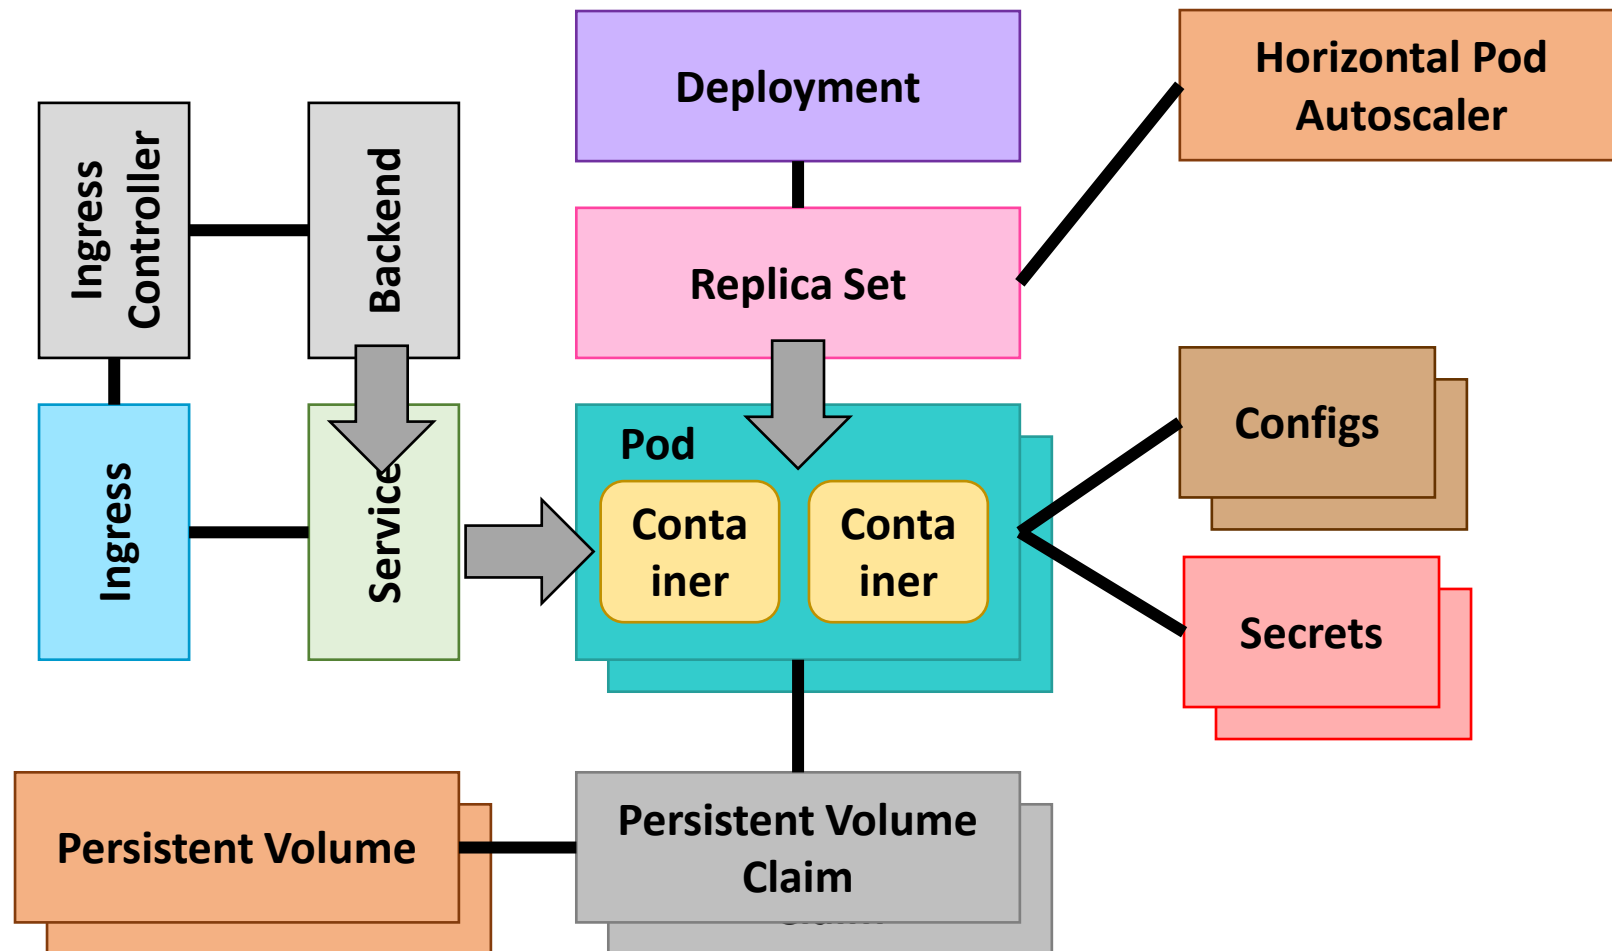 Deployment
Horizontal Pod
Autoscaler
Ingress
Controller
Backend
Replica Set
Configs
Pod
Ingress
Service
Conta
iner
Conta
iner
Secrets
Persistent Volume
Persistent Volume
Claim